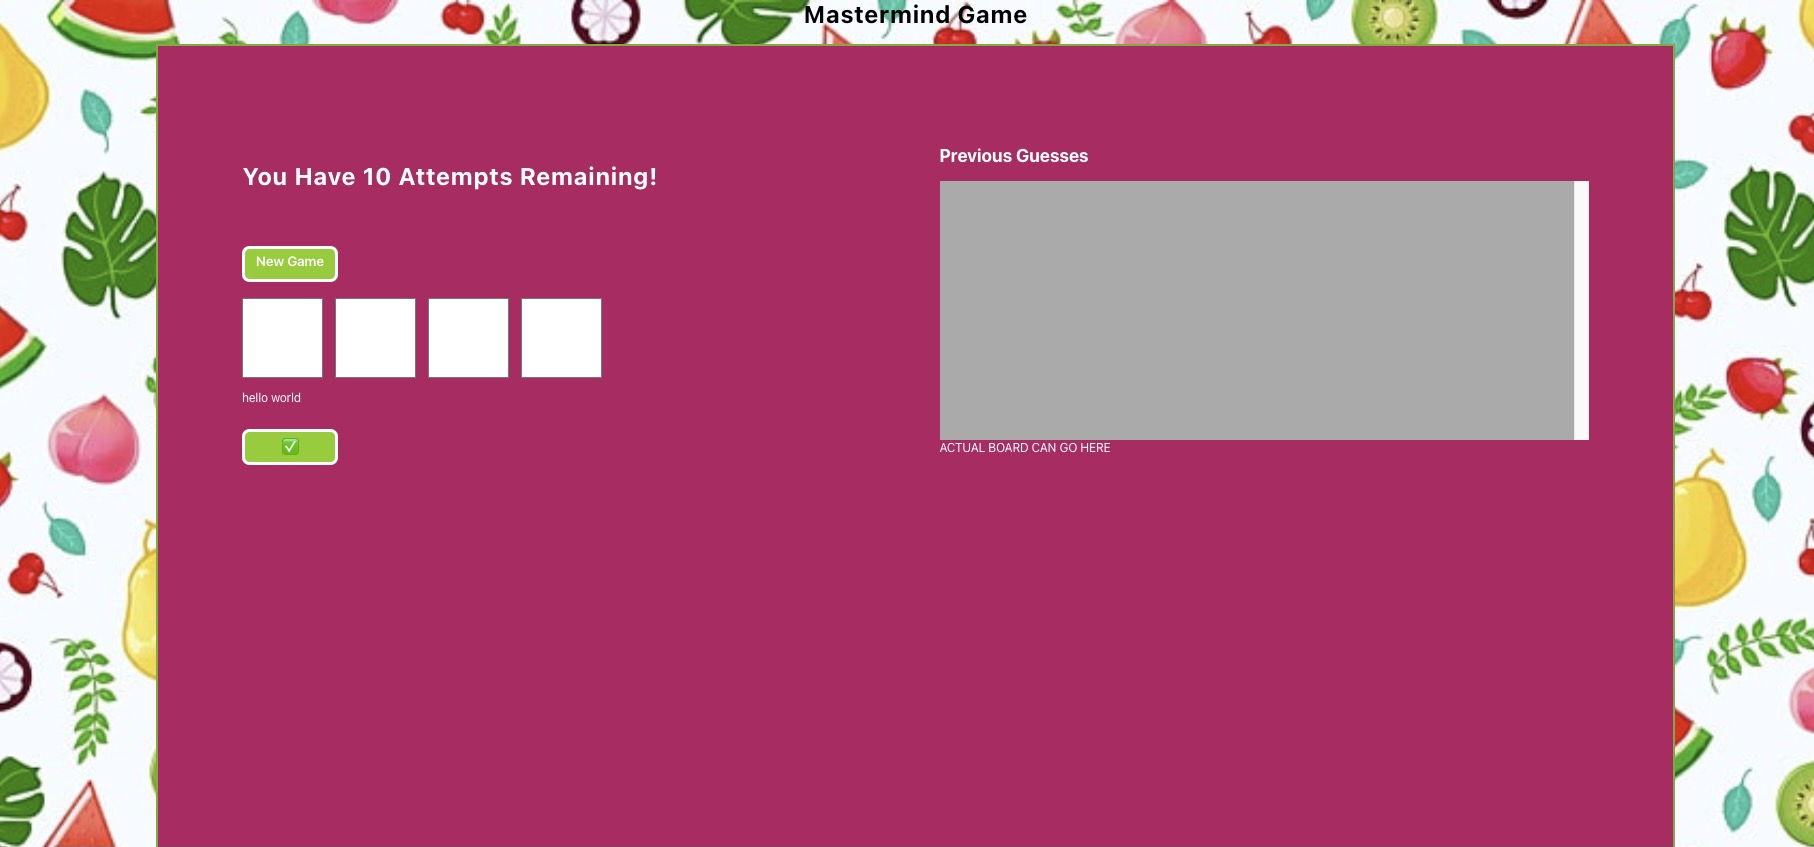 Mastermind Game
You Have 10 Attempts Remaining!
New Game
hello world
Previous Guesses
ACTUAL BOARD CAN GO HERE